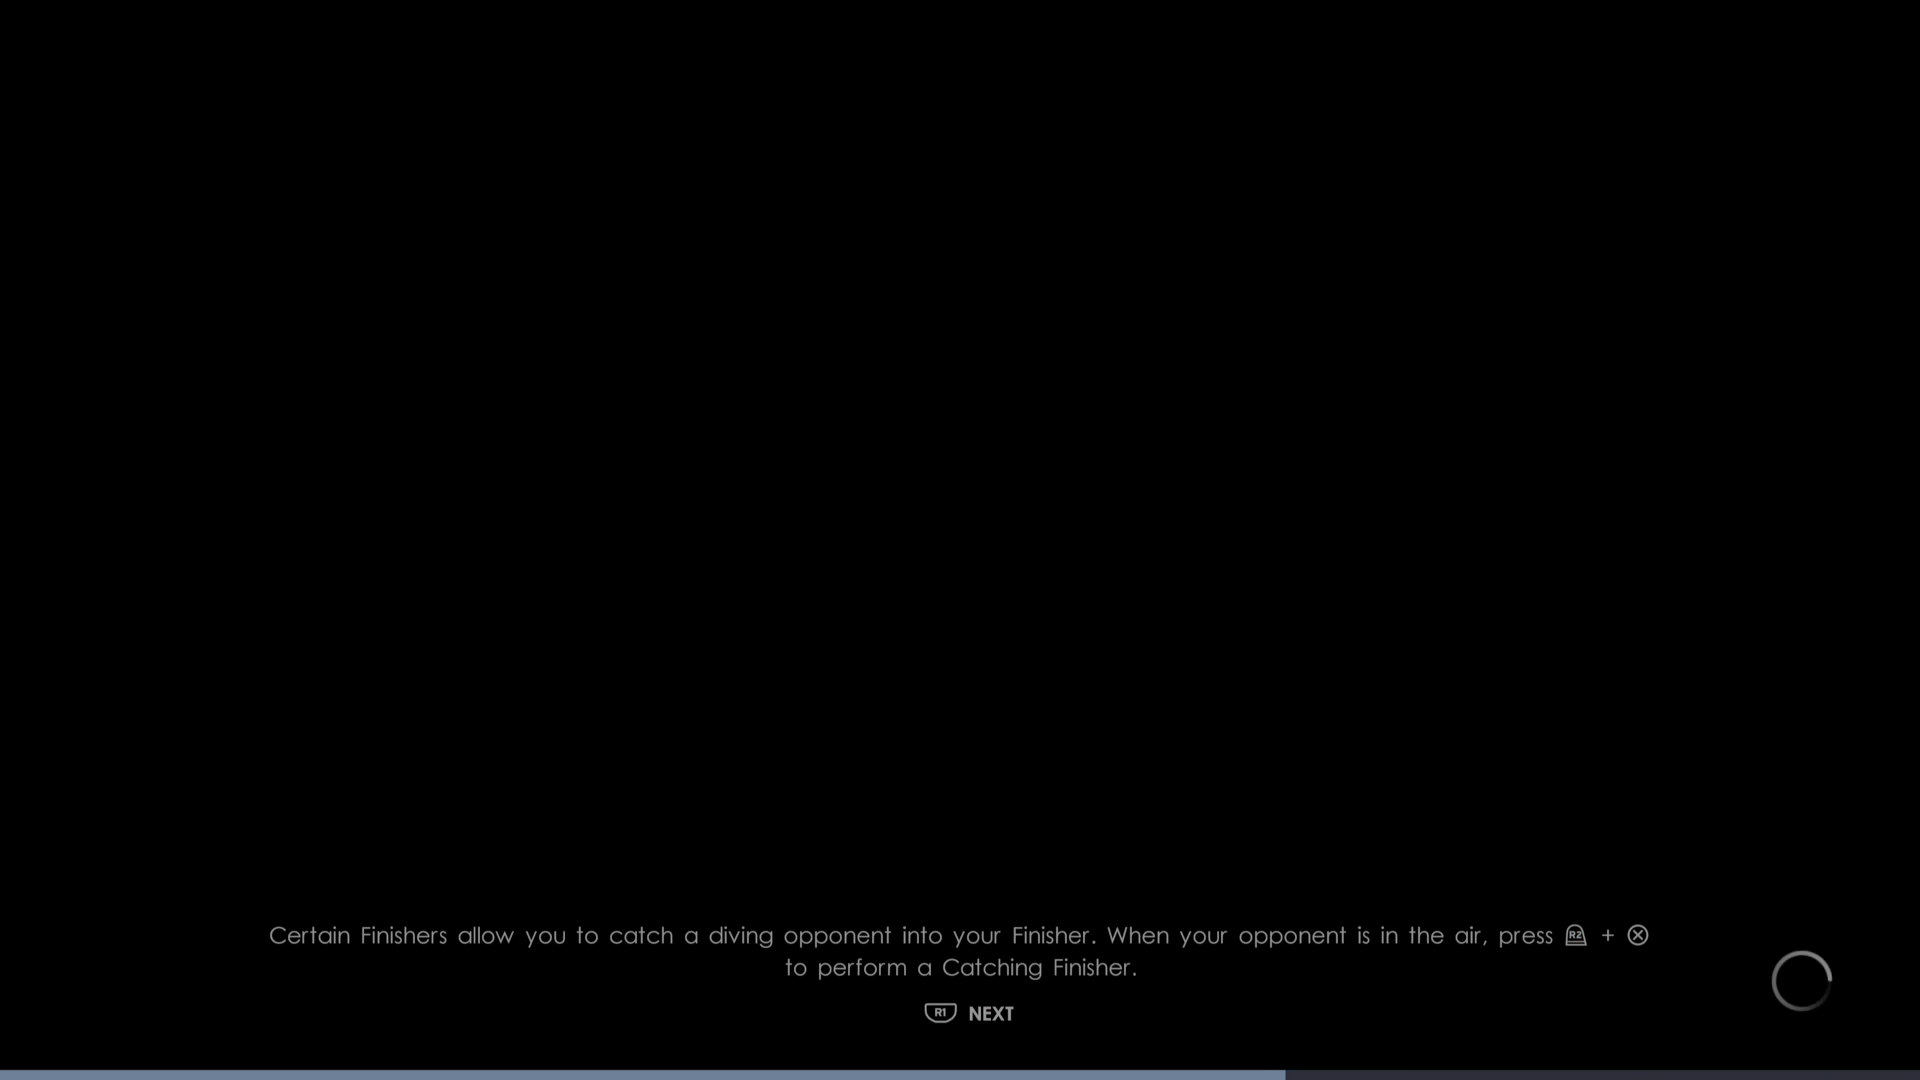 Certain Finishers allow you to catch a diving opponent into your Finisher. When your opponent is in the air, press R2 + ⓧ
to perform a Catching Finisher.
R1 NEXT